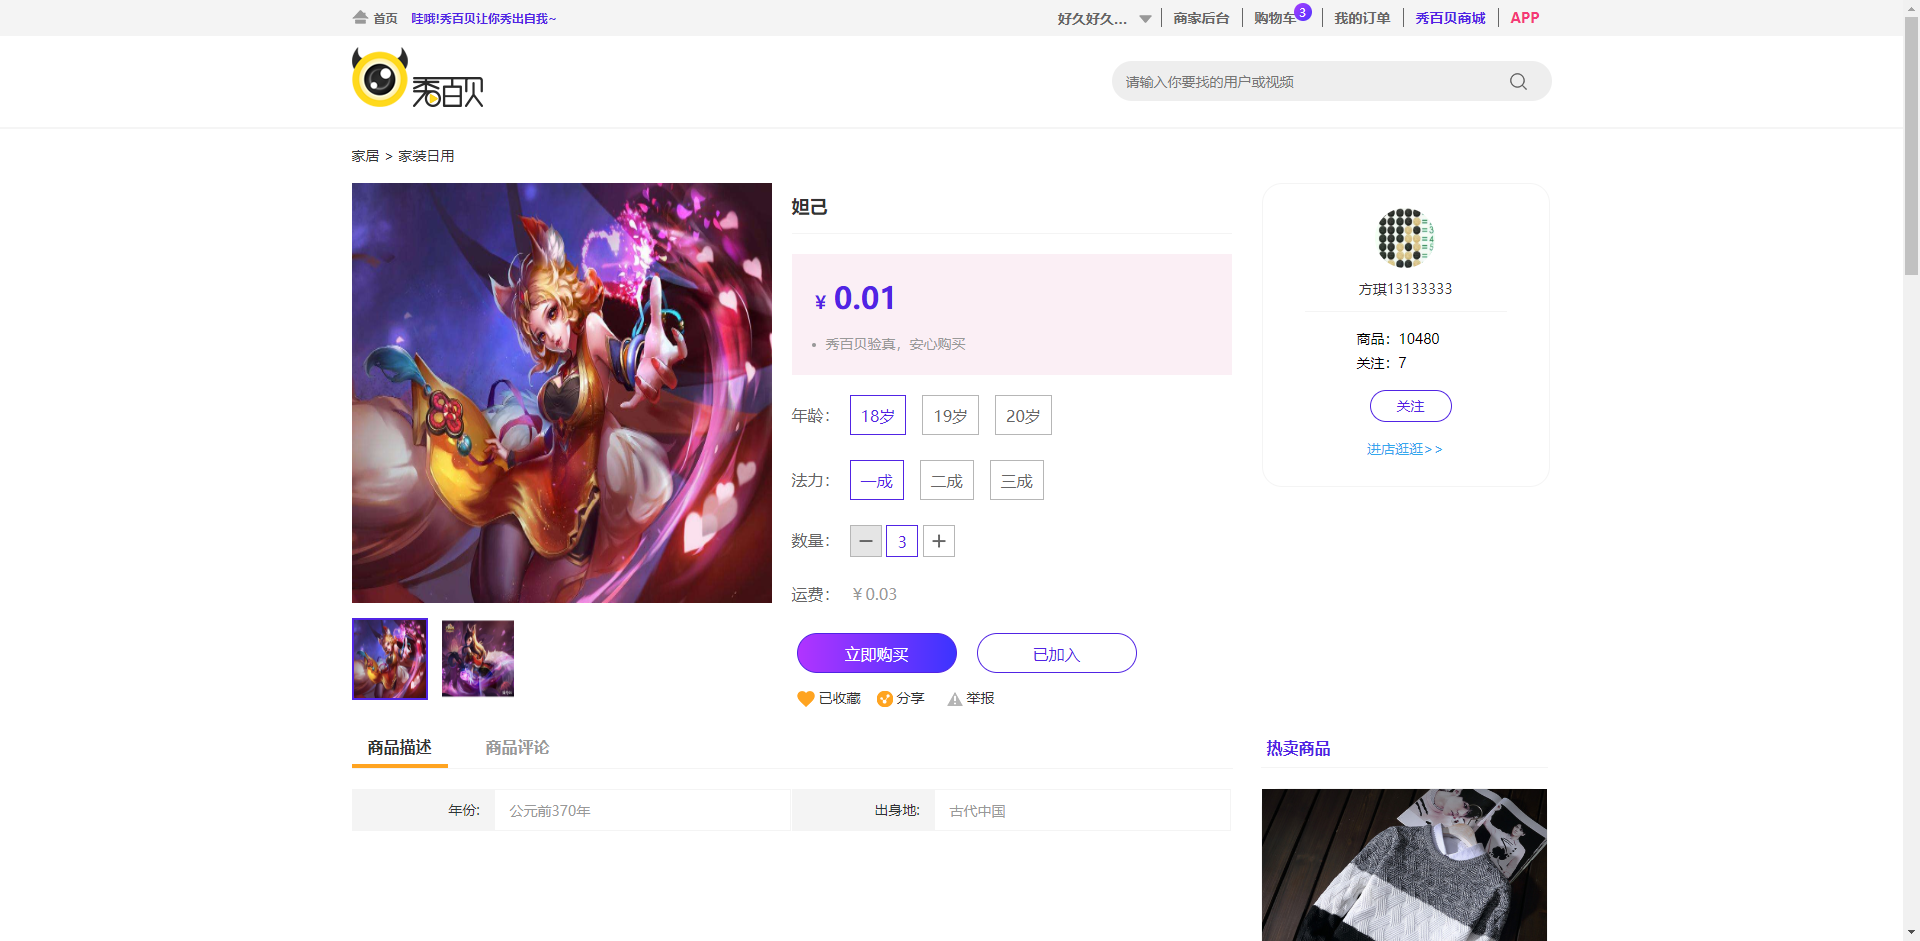 首页 哇哦!秀百贝让你秀出自我~ 好久好久... 商家后台 购物车 3 我的订单 秀百贝商城 APP
秀百贝
请输入你要找的用户或视频
家居 > 家装日用
妲己
¥ 0.01
秀百贝验真，安心购买
年龄： 18岁 19岁 20岁
法力： 一成 二成 三成
数量： 3
运费： ¥ 0.03
立即购买 已加入
已收藏 分享 举报
方琪13133333
商品：10480
关注：7
关注
进店逛逛>>
商品描述 商品评论
年份: 公元前370年 出身地: 古代中国
热卖商品